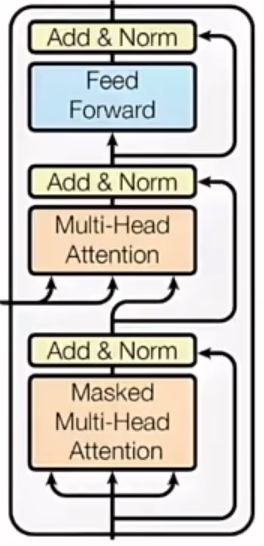 Add & Norm
Feed
Forward
Add & Norm
Multi-Head
Attention
Add & Norm
Masked
Multi-Head
Attention